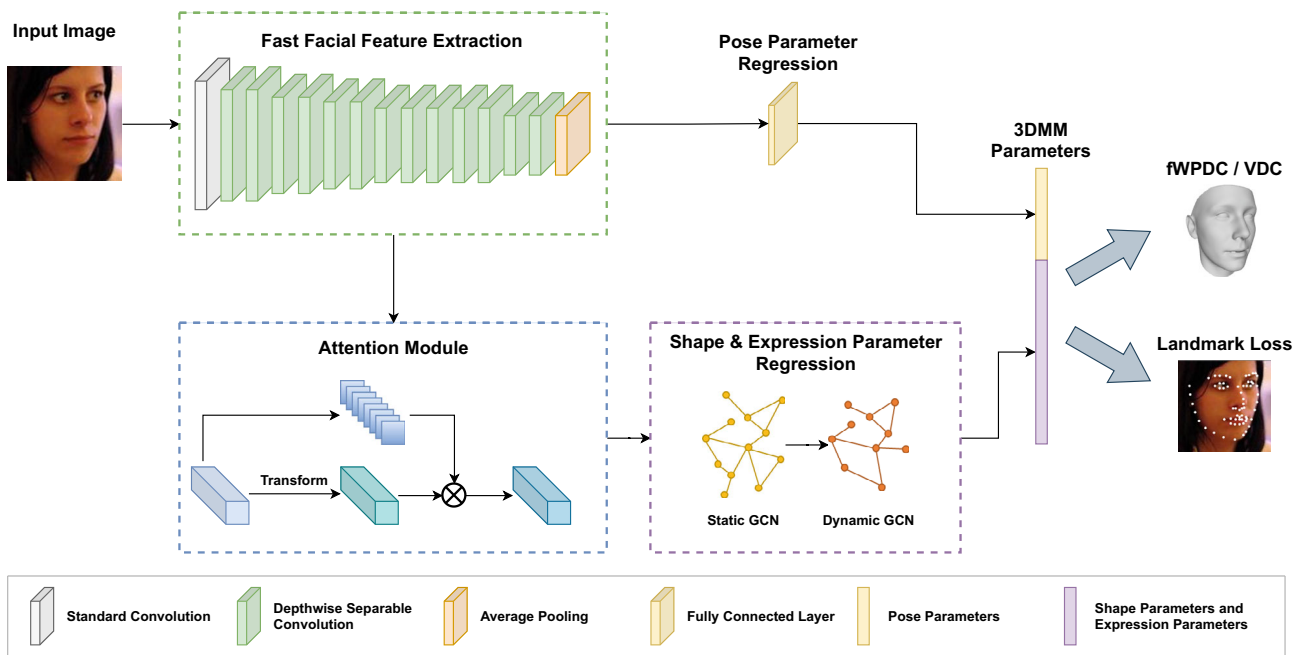 Input Image
Fast Facial Feature Extraction
Pose Parameter
Regression
3DMM
Parameters
fWPDC / VDC
Landmark Loss
Attention Module
Transform
Shape & Expression Parameter
Regression
Static GCN
Dynamic GCN
Standard Convolution
Depthwise Separable
Convolution
Average Pooling
Fully Connected Layer
Pose Parameters
Shape Parameters and
Expression Parameters